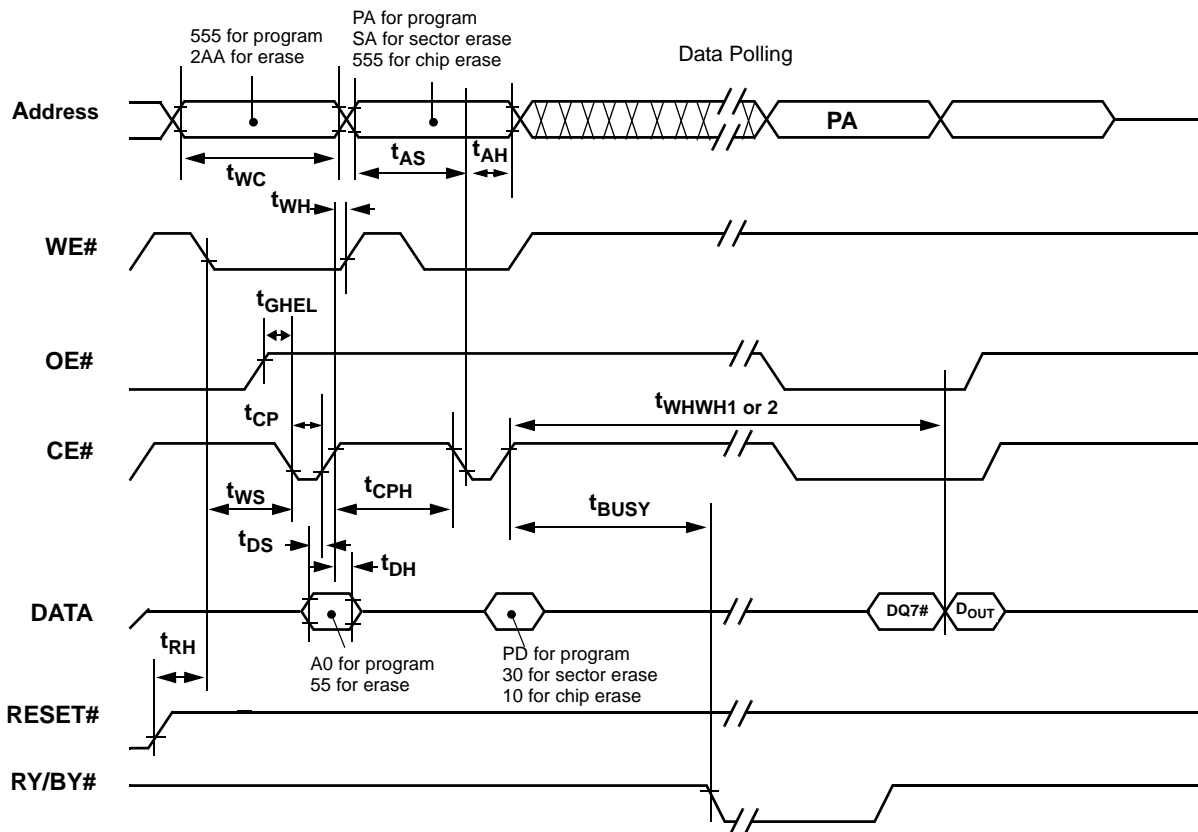 555 for program
2AA for erase
PA for program
SA for sector erase
555 for chip erase
Data Polling
Address
PA
tWC
tAS
tAH
tWH
WE#
tGHEL
OE#
tCP
tWHWH1 or 2
CE#
tWS
tCPH
tBUSY
tDS
tDH
DATA
DQ7#
DOUT
tRH
A0 for program
55 for erase
PD for program
30 for sector erase
10 for chip erase
RESET#
RY/BY#